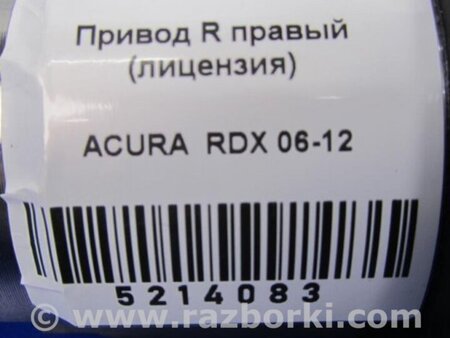 Привод R правый
(лицензия)
ACURA RDX 06-12
5214083
© www.razborki.com